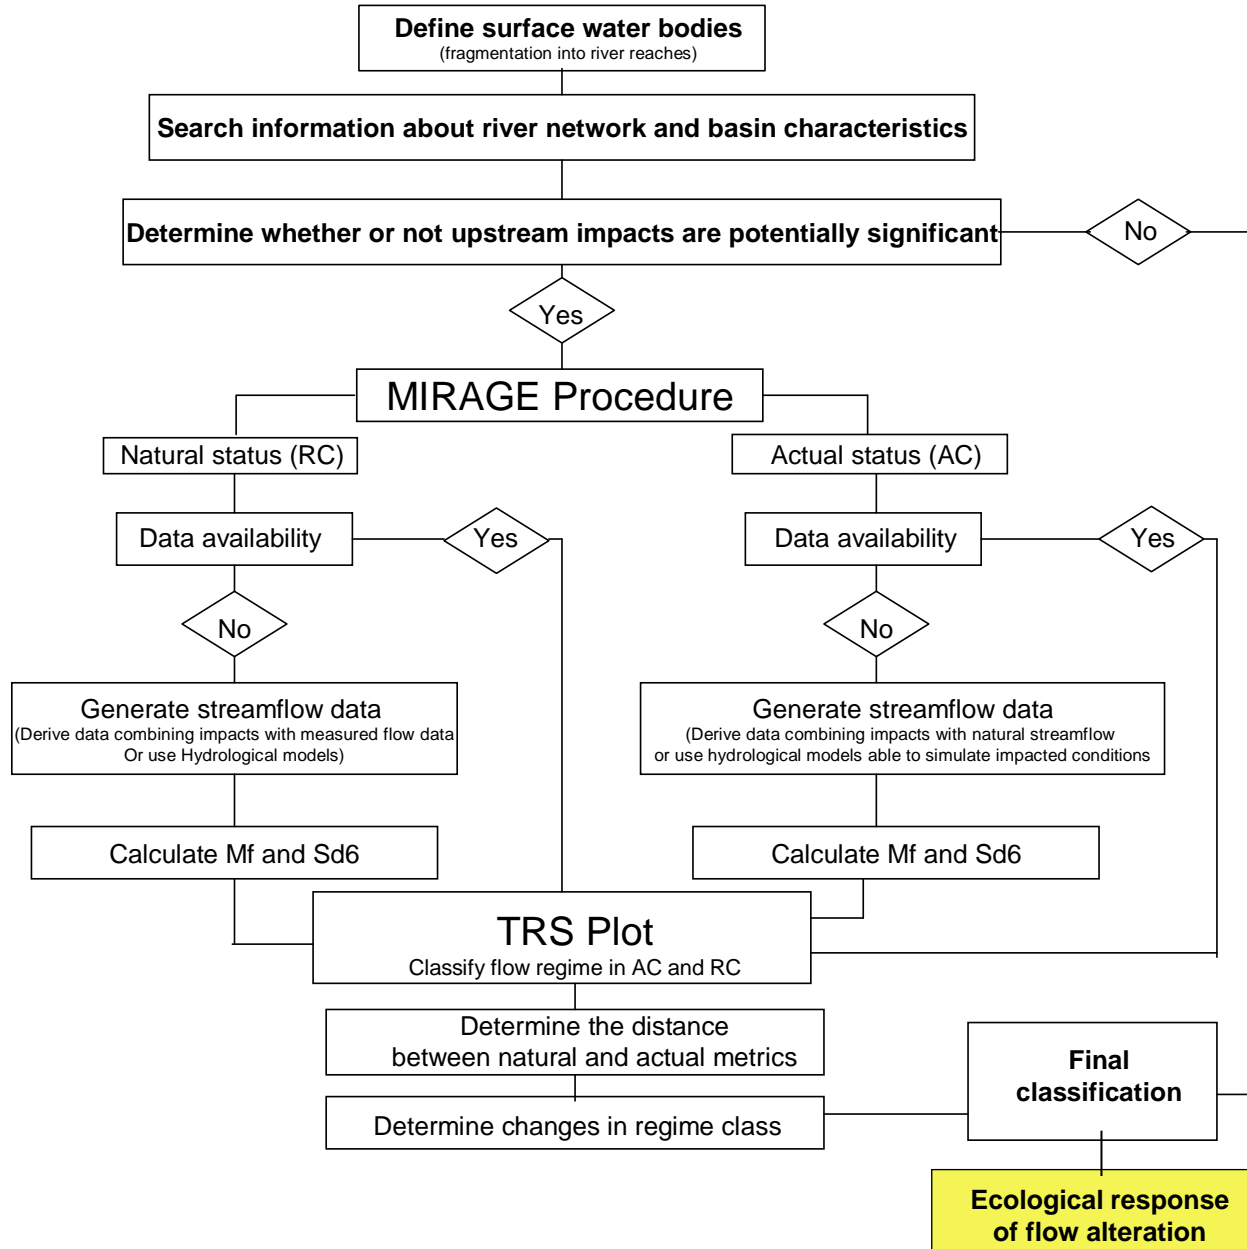 Define surface water bodies
(fragmentation into river reaches)
Search information about river network and basin characteristics
Determine whether or not upstream impacts are potentially significant
No
Yes
MIRAGE Procedure
Natural status (RC)
Actual status (AC)
Data availability
Yes
Data availability
Yes
No
No
Generate streamflow data
(Derive data combining impacts with measured flow data
Or use Hydrological models)
Generate streamflow data
(Derive data combining impacts with natural streamflow
or use hydrological models able to simulate impacted conditions
Calculate Mf and Sd6
Calculate Mf and Sd6
TRS Plot
Classify flow regime in AC and RC
Determine the distance
between natural and actual metrics
Determine changes in regime class
Final
classification
Ecological response
of flow alteration